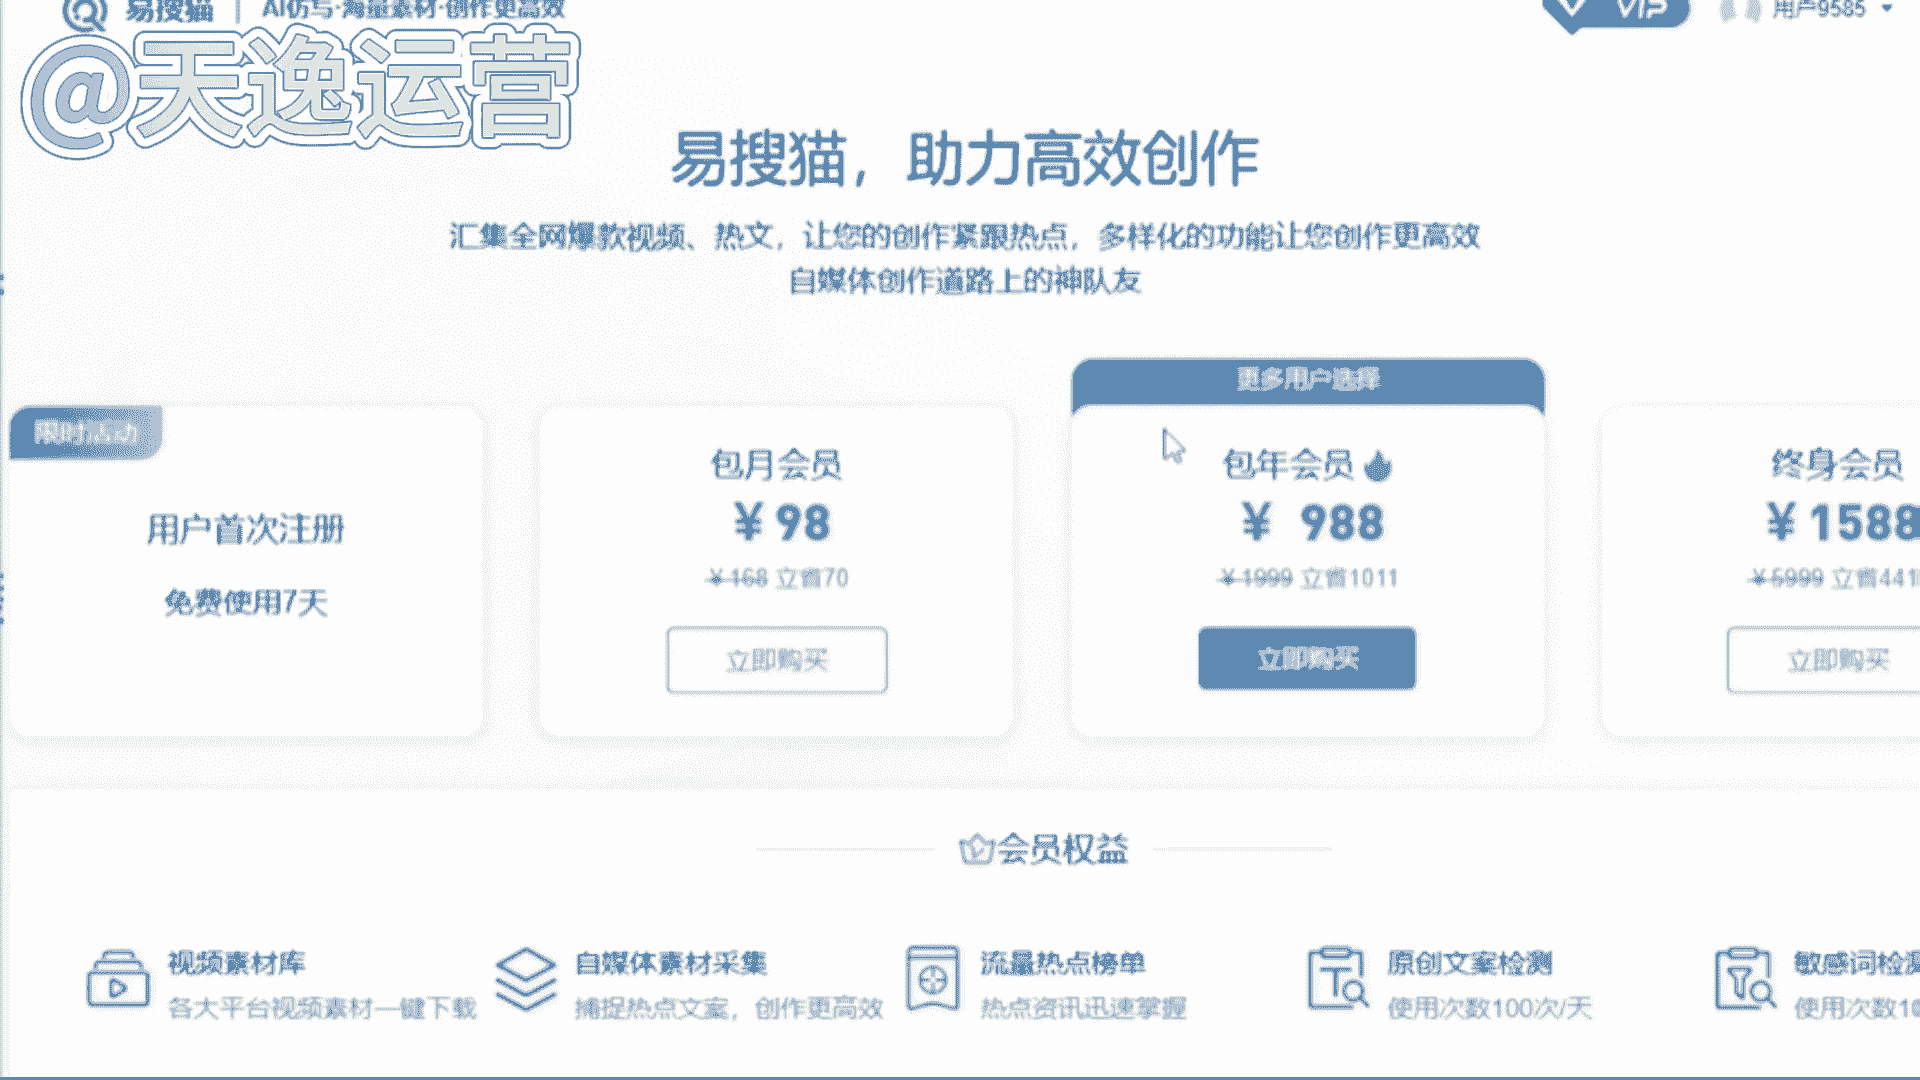 易搜猫 | AI仿写·海量素材·创作更高效
VIP
用户9585
@天逸运营
易搜猫，助力高效创作
汇集全网爆款视频、热文，让您的创作紧跟热点，多样化的功能让您创作更高效
自媒体创作道路上的神队友
限时活动
用户首次注册
免费使用7天
包月会员
￥98
￥168 立省70
立即购买
更多用户选择
包年会员
￥ 988
￥1999 立省1011
立即购买
终身会员
￥1588
￥5999 立省441
立即购买
会员权益
视频素材库
各大平台视频素材一键下载
自媒体素材采集
捕捉热点文案，创作更高效
流量热点榜单
热点资讯迅速掌握
原创文案检测
使用次数100次/天
敏感词检测
使用次数10